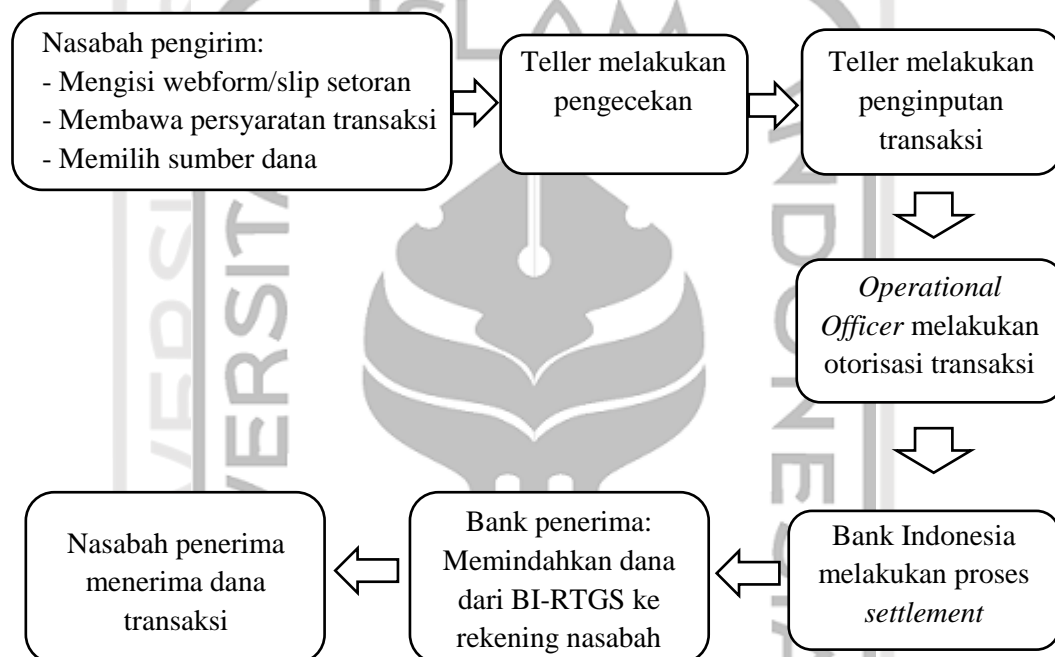 Nasabah pengirim:
- Mengisi webform/slip setoran
- Membawa persyaratan transaksi
- Memilih sumber dana
Teller melakukan
pengecekan
Teller melakukan
penginputan
transaksi
Operational
Officer melakukan
otorisasi transaksi
Bank Indonesia
melakukan proses
settlement
Bank penerima:
Memindahkan dana
dari BI-RTGS ke
rekening nasabah
Nasabah penerima
menerima dana
transaksi
ISLAM